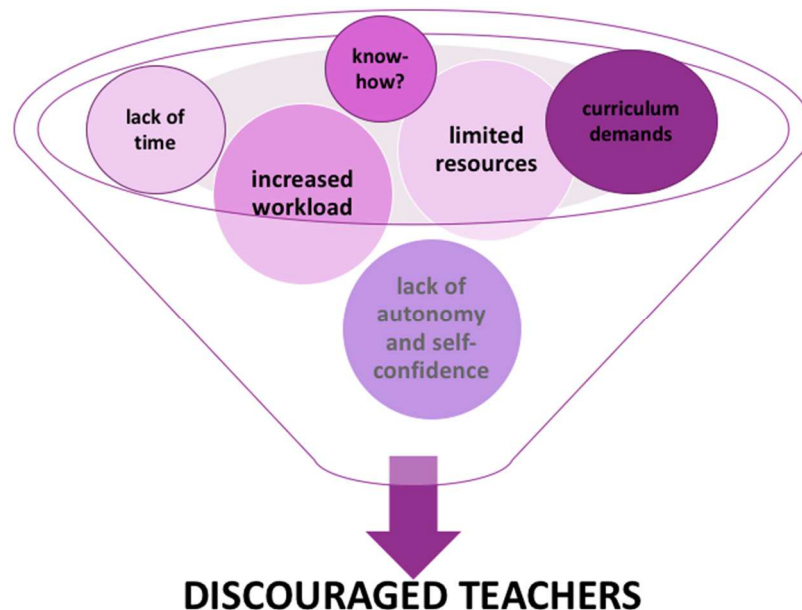 know-
how?
lack of
time
increased
workload
limited
resources
curriculum
demands
lack of
autonomy
and self-
confidence
DISCOURAGED TEACHERS